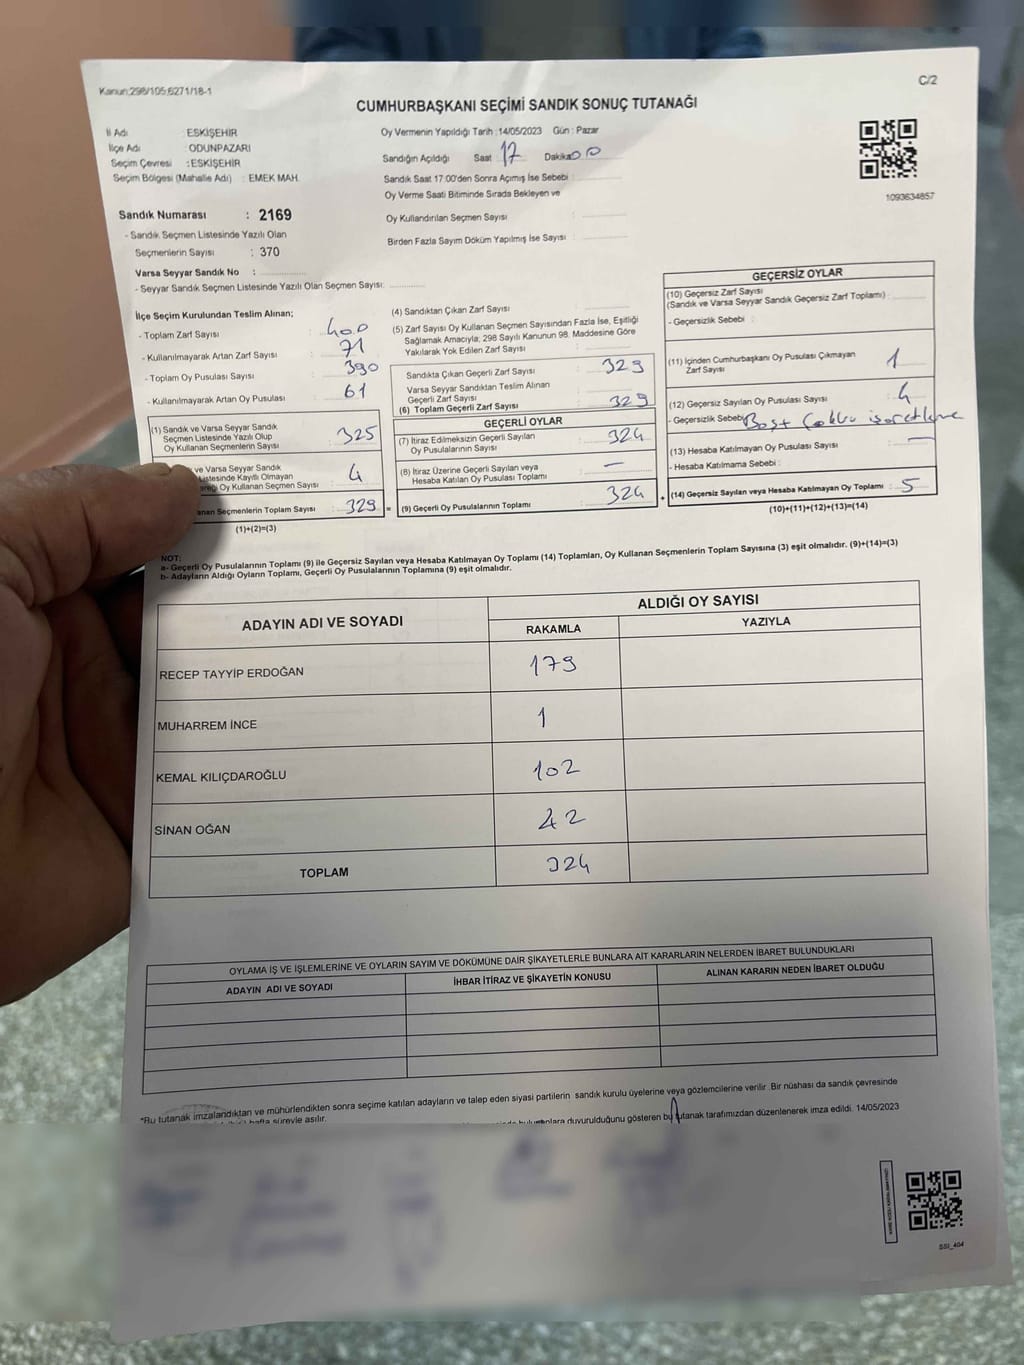 Kanun;298/105;6271/18-1
C/2
CUMHURBAŞKANI SEÇİMİ SANDIK SONUÇ TUTANAĞI
İl Adı : ESKİŞEHİR
İlçe Adı : ODUNPAZARI
Seçim Çevresi : ESKİŞEHİR
Seçim Bölgesi (Mahalle Adı) : EMEK MAH.
Oy Vermenin Yapıldığı Tarih : 14/05/2023 Gün : Pazar
Sandığın Açıldığı Saat 17 Dakika 00
Sandık Saat 17:00'den Sonra Açımış İse Sebebi :
Oy Verme Saati Bitiminde Sırada Bekleyen ve
Oy Kullandırılan Seçmen Sayısı :
Birden Fazla Sayım Döküm Yapılmış İse Sayısı :
1093634857
Sandık Numarası : 2169
- Sandık Seçmen Listesinde Yazılı Olan
Seçmenlerin Sayısı : 370
Varsa Seyyar Sandık No :
- Seyyar Sandık Seçmen Listesinde Yazılı Olan Seçmen Sayısı:
İlçe Seçim Kurulundan Teslim Alınan;
- Toplam Zarf Sayısı : 400
- Kullanılmayarak Artan Zarf Sayısı : 71
- Toplam Oy Pusulası Sayısı : 390
- Kullanılmayarak Artan Oy Pusulası : 61
(1) Sandık ve Varsa Seyyar Sandık
Seçmen Listesinde Yazılı Olup
Oy Kullanan Seçmenlerin Sayısı : 325
ve Varsa Seyyar Sandık
Listesinde Kayıtlı Olmayan
Oy Kullanan Seçmen Sayısı : 4
Seçmenlerin Toplam Sayısı : 329
(1)+(2)=(3)
(4) Sandıktan Çıkan Zarf Sayısı :
(5) Zarf Sayısı Oy Kullanan Seçmen Sayısından Fazla İse, Eşitliği
Sağlamak Amacıyla; 298 Sayılı Kanunun 98. Maddesine Göre
Yakılarak Yok Edilen Zarf Sayısı :
Sandıkta Çıkan Geçerli Zarf Sayısı : 329
Varsa Seyyar Sandıktan Teslim Alınan
Geçerli Zarf Sayısı :
(6) Toplam Geçerli Zarf Sayısı : 329
=
GEÇERLİ OYLAR
(7) İtiraz Edilmeksizin Geçerli Sayılan
Oy Pusulalarının Sayısı : 324
(8) İtiraz Üzerine Geçerli Sayılan veya
Hesaba Katılan Oy Pusulası Toplamı : —
(9) Geçerli Oy Pusulalarının Toplamı : 324
+
GEÇERSİZ OYLAR
(10) Geçersiz Zarf Sayısı
(Sandık ve Varsa Seyyar Sandık Geçersiz Zarf Toplamı) :
- Geçersizlik Sebebi :
(11) İçinden Cumhurbaşkanı Oy Pusulası Çıkmayan
Zarf Sayısı : 1
(12) Geçersiz Sayılan Oy Pusulası Sayısı : 4
- Geçersizlik Sebebi
(13) Hesaba Katılmayan Oy Pusulası Sayısı : —
- Hesaba Katılmama Sebebi :
(14) Geçersiz Sayılan veya Hesaba Katılmayan Oy Toplamı : 5
(10)+(11)+(12)+(13)=(14)
NOT:
a- Geçerli Oy Pusulalarının Toplamı (9) ile Geçersiz Sayılan veya Hesaba Katılmayan Oy Toplamı (14) Toplamları, Oy Kullanan Seçmenlerin Toplam Sayısına (3) eşit olmalıdır. (9)+(14)=(3)
b- Adayların Aldığı Oyların Toplamı, Geçerli Oy Pusulalarının Toplamına (9) eşit olmalıdır.
ADAYIN ADI VE SOYADI
ALDIĞI OY SAYISI
RAKAMLA YAZIYLA
RECEP TAYYİP ERDOĞAN 179
MUHARREM İNCE 1
KEMAL KILIÇDAROĞLU 102
SİNAN OĞAN 42
TOPLAM 324
OYLAMA İŞ VE İŞLEMLERİNE VE OYLARIN SAYIM VE DÖKÜMÜNE DAİR ŞİKAYETLERLE BUNLARA AİT KARARLARIN NELERDEN İBARET BULUNDUKLARI
ADAYIN ADI VE SOYADI İHBAR İTİRAZ VE ŞİKAYETİN KONUSU ALINAN KARARIN NEDEN İBARET OLDUĞU
*Bu tutanak imzalandıktan ve mühürlendikten sonra seçime katılan adayların ve talep eden siyasi partilerin sandık kurulu üyelerine veya gözlemcilerine verilir. Bir nüshası da sandık çevresinde
hafta süreyle asılır.
duyurulduğunu gösteren bu tutanak tarafımızdan düzenlenerek imza edildi. 14/05/2023
SSI_404